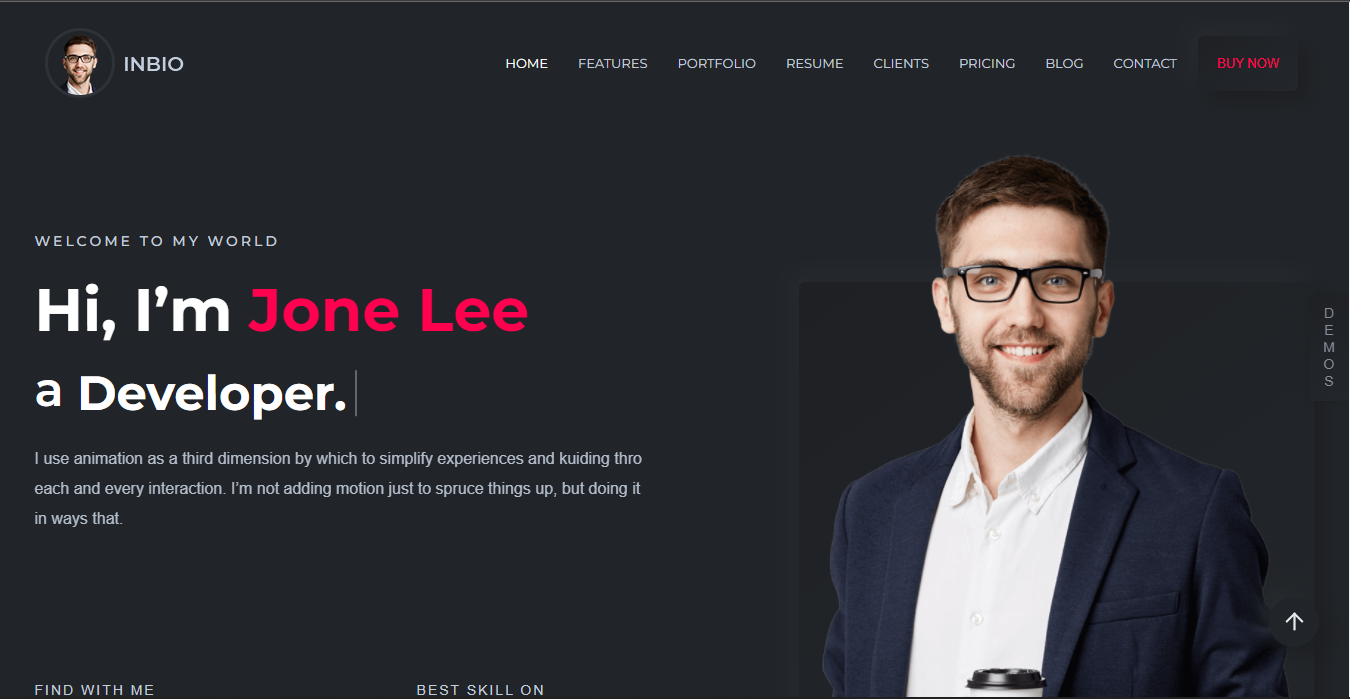 INBIO
HOME FEATURES PORTFOLIO RESUME CLIENTS PRICING BLOG CONTACT BUY NOW
WELCOME TO MY WORLD
Hi, I’m Jone Lee
a Developer.
I use animation as a third dimension by which to simplify experiences and kuiding thro
each and every interaction. I’m not adding motion just to spruce things up, but doing it
in ways that.
DEMOS
FIND WITH ME
BEST SKILL ON